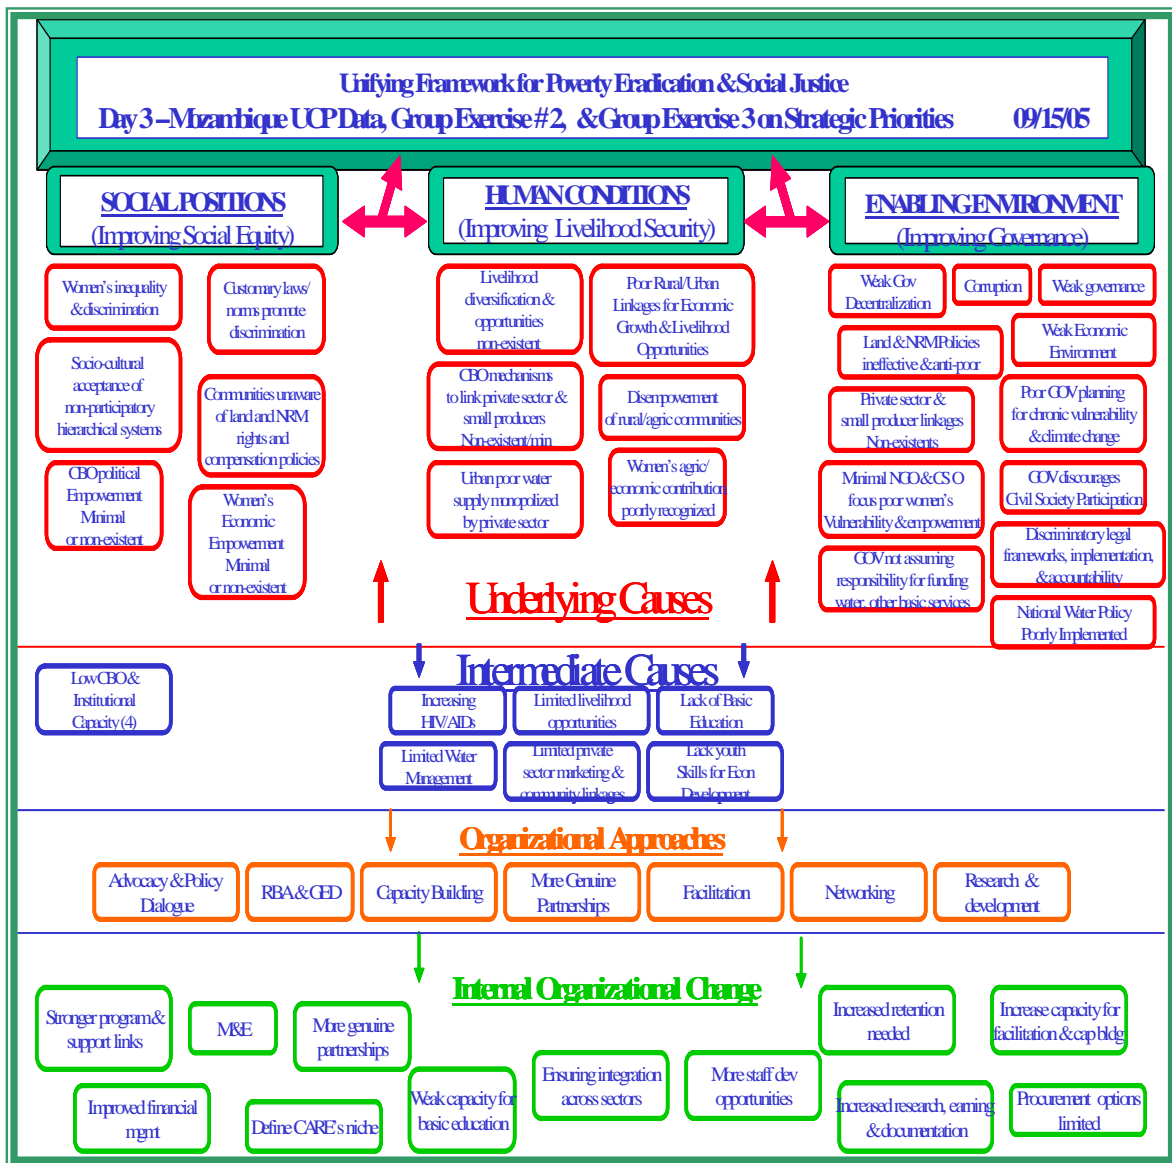 Unifying Framework for Poverty Eradication & Social Justice
Day 3 – Mozambique UCP Data, Group Exercise # 2, & Group Exercise 3 on Strategic Priorities 09/15/05
SOCIAL POSITIONS
(Improving Social Equity)
HUMAN CONDITIONS
(Improving Livelihood Security)
ENABLING ENVIRONMENT
(Improving Governance)
Women's inequality
& discrimination
Customary laws/
norms promote
discrimination
Socio-cultural
acceptance of
non-participatory
hierarchical systems
Communities unaware
of land and NRM
rights and
compensation policies
CBO political
Empowerment
Minimal
or non-existent
Women's
Economic
Empowerment
Minimal
or non-existent
Livelihood
diversification &
opportunities
non-existent
Poor Rural/Urban
Linkages for Economic
Growth & Livelihood
Opportunities
CBO mechanisms
to link private sector &
small producers
Non-existent/min
Disempowerment
of rural/agric communities
Urban poor water
supply monopolized
by private sector
Women's agric/
economic contribution
poorly recognized
Weak Gov
Decentralization
Corruption
Weak governance
Land & NRM Policies
ineffective & anti-poor
Weak Economic
Environment
Private sector &
small producer linkages
Non-existents
Poor GOV planning
for chronic vulnerability
& climate change
Minimal NGO & CSO
focus poor women's
Vulnerability & empowerment
GOV discourages
Civil Society Participation
GOV not assuming
responsibility for funding
water, other basic services
Discriminatory legal
frameworks, implementation,
& accountability
National Water Policy
Poorly Implemented
Underlying Causes
Intermediate Causes
Low CBO &
Institutional
Capacity (4)
Increasing
HIV/AIDs
Limited livelihood
opportunities
Lack of Basic
Education
Limited Water
Management
Limited private
sector marketing &
community linkages
Lack youth
Skills for Econ
Development
Organizational Approaches
Advocacy & Policy
Dialogue
RBA & GED
Capacity Building
More Genuine
Partnerships
Facilitation
Networking
Research &
development
Internal Organizational Change
Stronger program &
support links
M&E
More genuine
partnerships
Increased retention
needed
Increase capacity for
facilitation & cap bldg
Improved financial
mgmt
Define CARE's niche
Weak capacity for
basic education
Ensuring integration
across sectors
More staff dev
opportunities
Increased research, earning
& documentation
Procurement options
limited